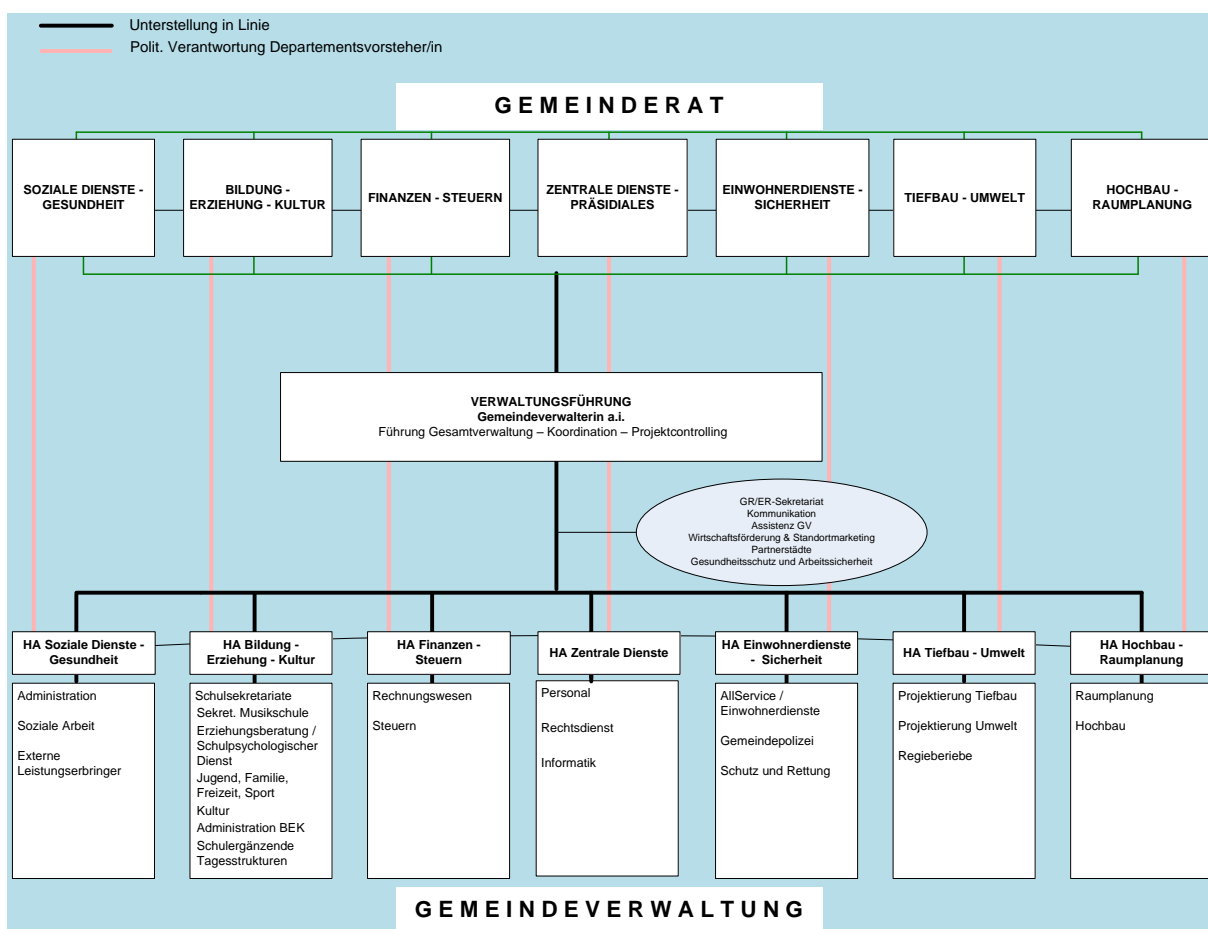 Unterstellung in Linie
Polit. Verantwortung Departementsvorsteher/in
GEMEINDERAT
SOZIALE DIENSTE -
GESUNDHEIT
BILDUNG -
ERZIEHUNG - KULTUR
FINANZEN - STEUERN
ZENTRALE DIENSTE -
PRÄSIDIALES
EINWOHNERDIENSTE -
SICHERHEIT
TIEFBAU - UMWELT
HOCHBAU -
RAUMPLANUNG
VERWALTUNGSFÜHRUNG
Gemeindeverwalterin a.i.
Führung Gesamtverwaltung – Koordination – Projektcontrolling
GR/ER-Sekretariat
Kommunikation
Assistenz GV
Wirtschaftsförderung & Standortmarketing
Partnerstädte
Gesundheitsschutz und Arbeitssicherheit
HA Soziale Dienste -
Gesundheit
HA Bildung -
Erziehung - Kultur
HA Finanzen -
Steuern
HA Zentrale Dienste
HA Einwohnerdienste
- Sicherheit
HA Tiefbau - Umwelt
HA Hochbau -
Raumplanung
Administration
Soziale Arbeit
Externe
Leistungserbringer
Schulsekretariate
Sekret. Musikschule
Erziehungsberatung /
Schulpsychologischer
Dienst
Jugend, Familie,
Freizeit, Sport
Kultur
Administration BEK
Schulergänzende
Tagesstrukturen
Rechnungswesen
Steuern
Personal
Rechtsdienst
Informatik
AllService /
Einwohnerdienste
Gemeindepolizei
Schutz und Rettung
Projektierung Tiefbau
Projektierung Umwelt
Regieberiebe
Raumplanung
Hochbau
GEMEINDEVERWALTUNG